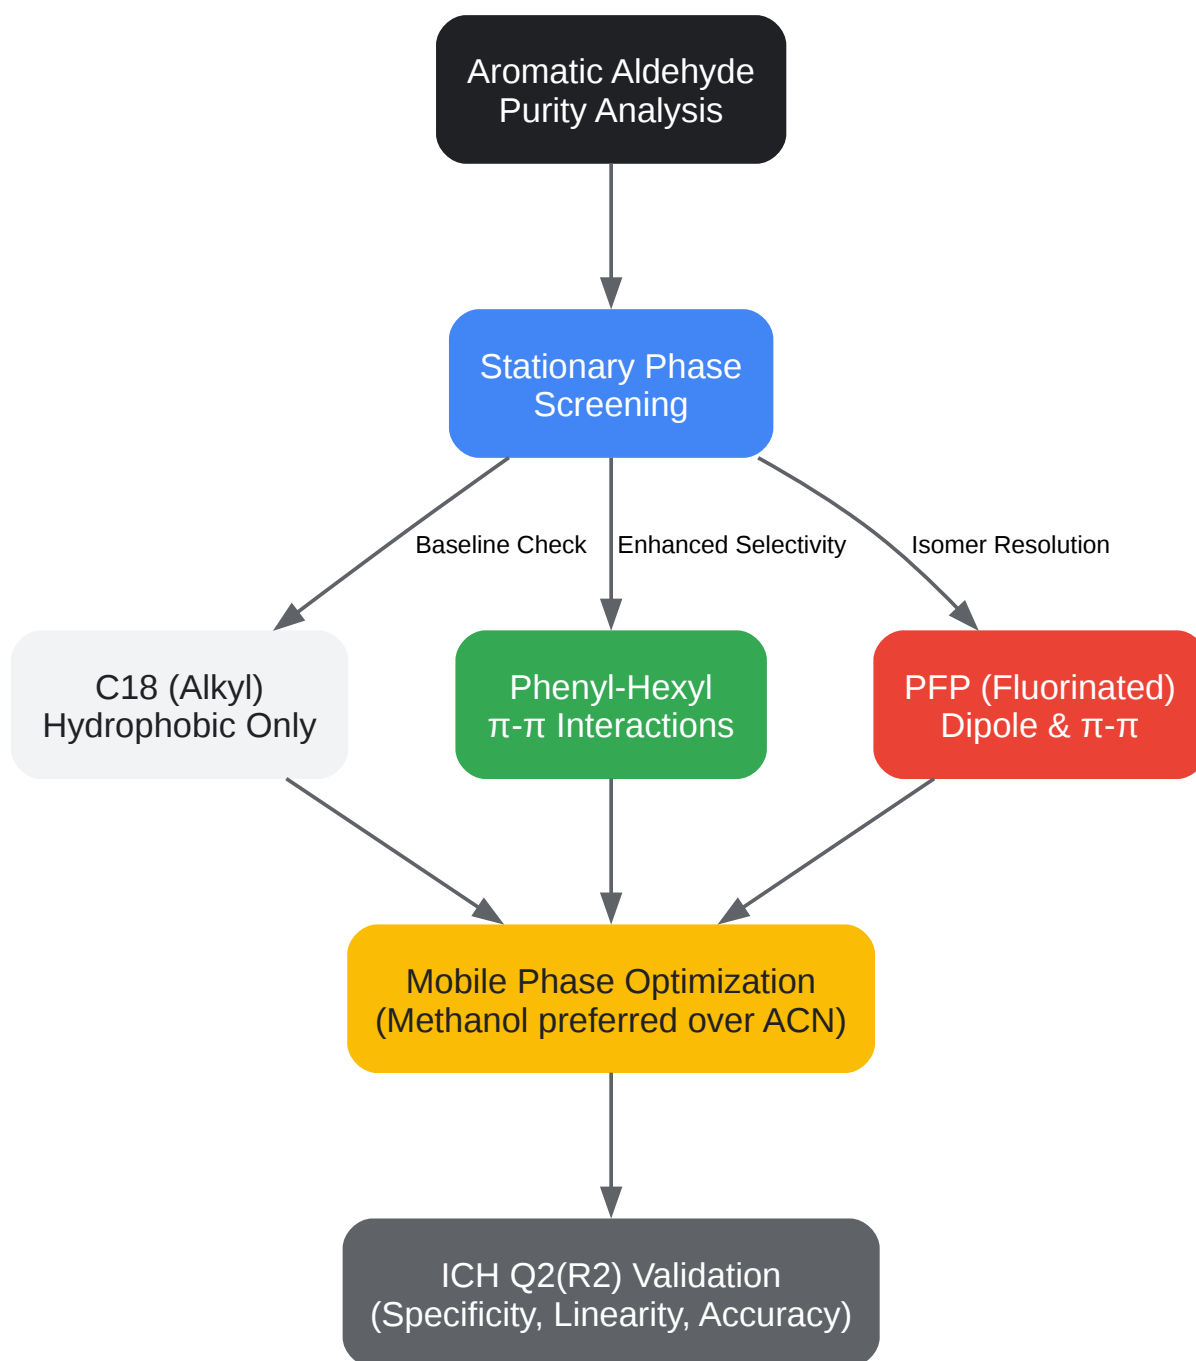 Aromatic Aldehyde
Purity Analysis
Stationary Phase
Screening
Baseline Check
Enhanced Selectivity
Isomer Resolution
C18 (Alkyl)
Hydrophobic Only
Phenyl-Hexyl
π-π Interactions
PFP (Fluorinated)
Dipole & π-π
Mobile Phase Optimization
(Methanol preferred over ACN)
ICH Q2(R2) Validation
(Specificity, Linearity, Accuracy)